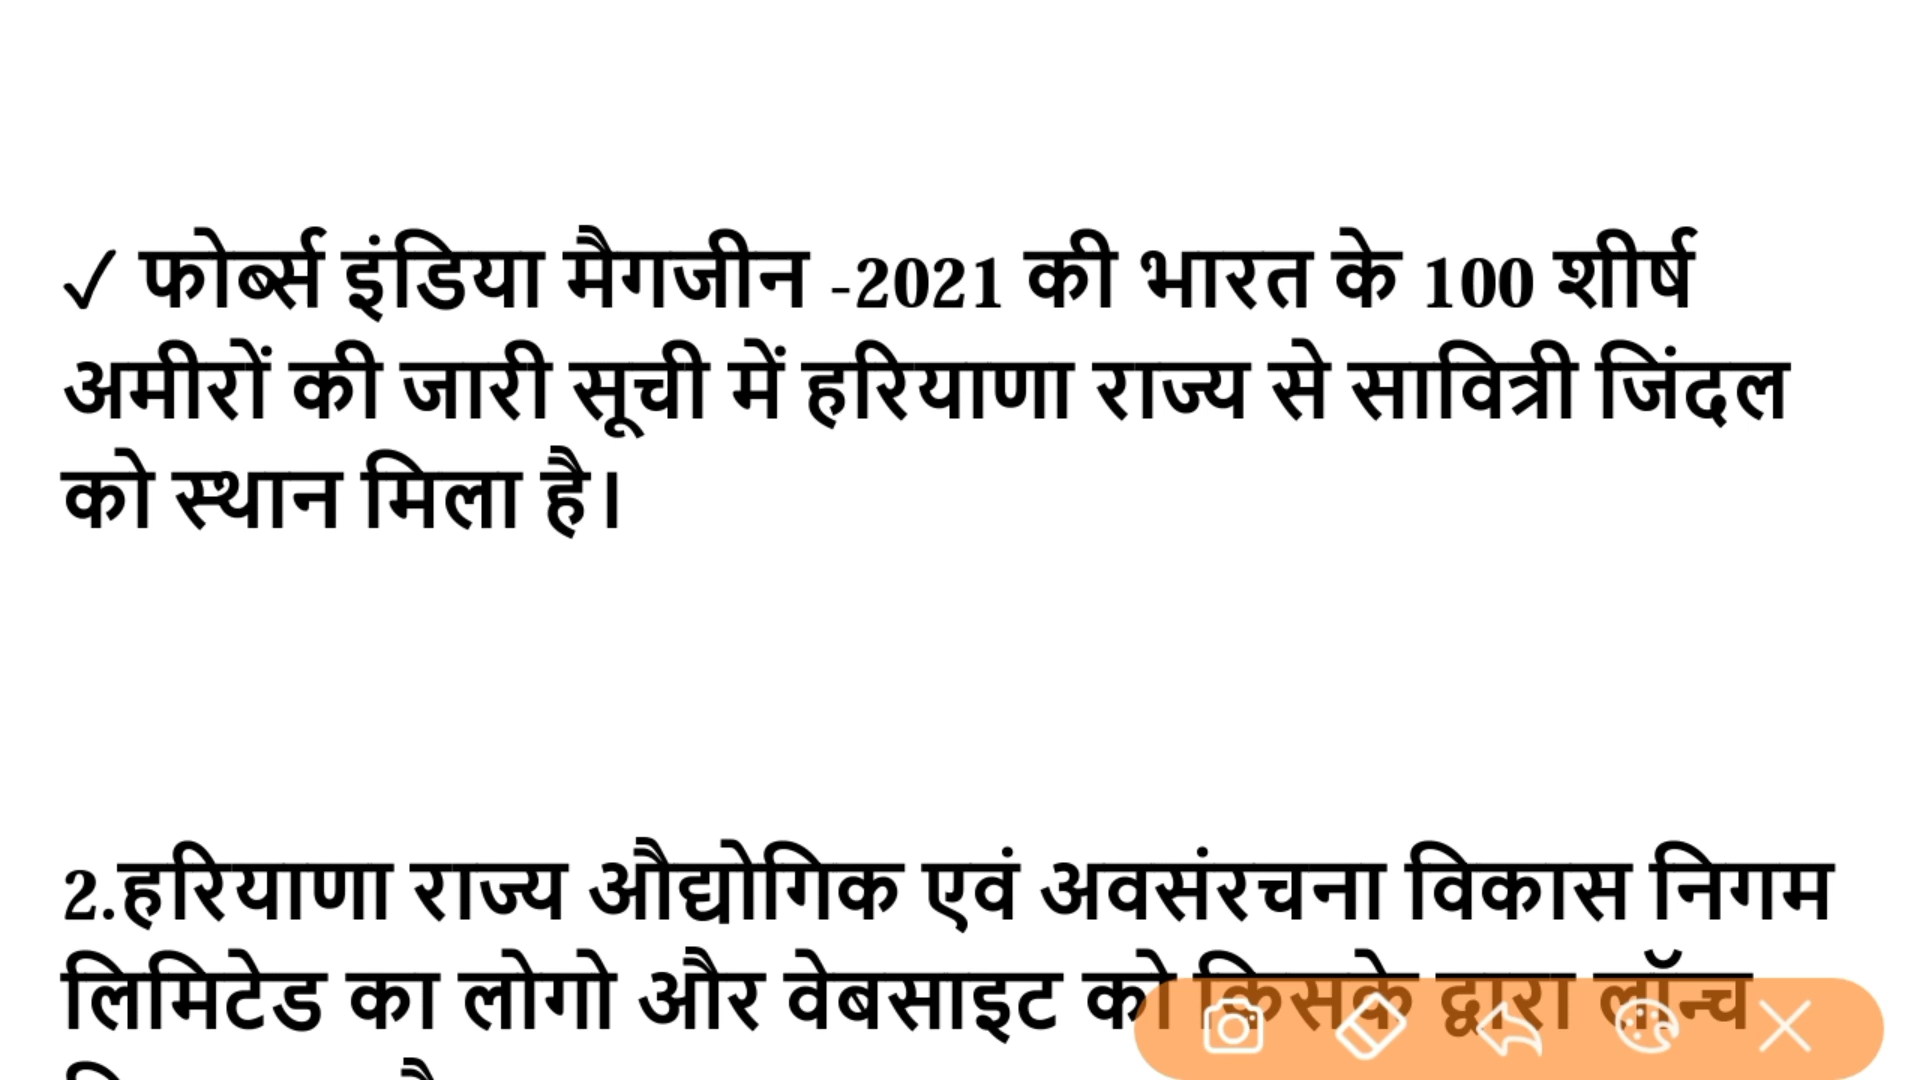 ✓ फोर्ब्स इंडिया मैगजीन -2021 की भारत के 100 शीर्ष
अमीरों की जारी सूची में हरियाणा राज्य से सावित्री जिंदल
को स्थान मिला है।
2.हरियाणा राज्य औद्योगिक एवं अवसंरचना विकास निगम
लिमिटेड का लोगो और वेबसाइट को किसके द्वारा लॉन्च